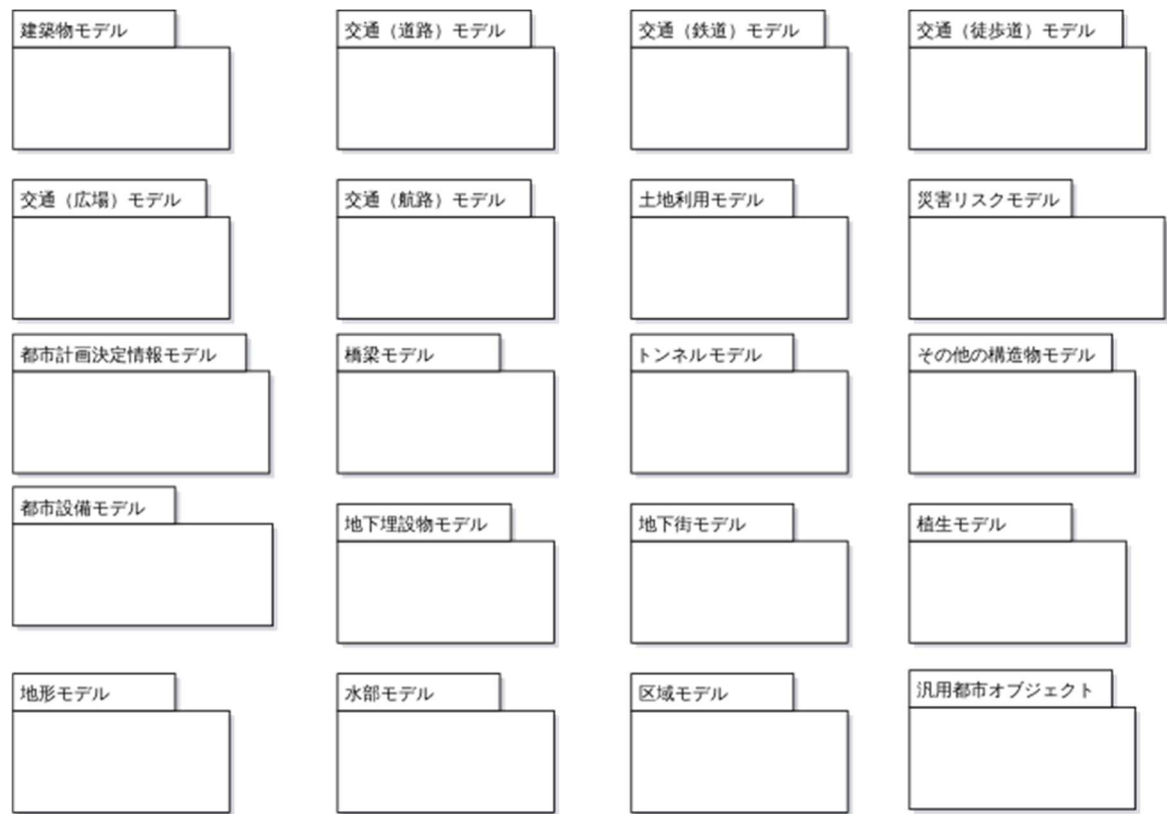 建築物モデル
交通（道路）モデル
交通（鉄道）モデル
交通（徒歩道）モデル
交通（広場）モデル
交通（航路）モデル
土地利用モデル
災害リスクモデル
都市計画決定情報モデル
橋梁モデル
トンネルモデル
その他の構造物モデル
都市設備モデル
地下埋設物モデル
地下街モデル
植生モデル
地形モデル
水部モデル
区域モデル
汎用都市オブジェクト